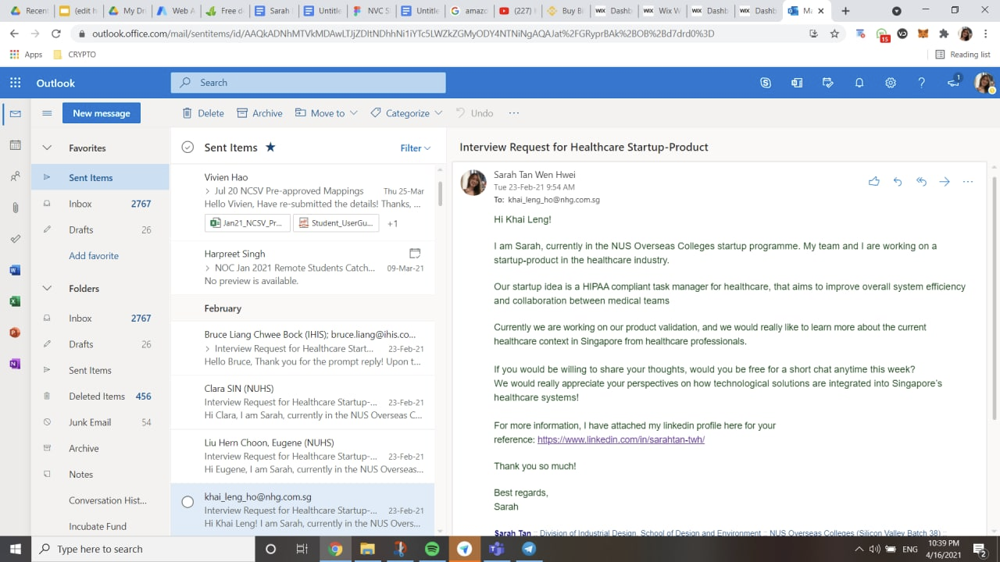 Recent
(edit h
My Dri
Web A
Free di
Sarah
Untitle
NVC S
Untitle
amazo
(227)
Buy Bl
Dashb
Wix W
Dashb
Dashb
Ma
outlook.office.com/mail/sentitems/id/AAQkADNhMTVkMDAwLTJjZDItNDhhNi1iYTc5LWZkZGMyODY4NTNiNgAQAJat%2FGRyprBAk%2BOB%2Bd7drd0%3D
15
Apps
CRYPTO
Reading list
Outlook
Search
1
New message
Delete
Archive
Move to
Categorize
Undo
Favorites
Sent Items
Inbox 2767
Drafts 26
Add favorite
Folders
Inbox 2767
Drafts 26
Sent Items
Deleted Items 456
Junk Email 54
Archive
Notes
Conversation Hist...
Incubate Fund
Sent Items
Filter
Vivien Hao
Jul 20 NCSV Pre-approved Mappings Thu 25-Mar
Hello Vivien, Have re-submitted the details! Thanks, ...
Jan21_NCSV_Pr...
Student_UserGu...
+1
Harpreet Singh
NOC Jan 2021 Remote Students Catch... 09-Mar-21
No preview is available.
February
Bruce Liang Chwee Bock (IHIS); bruce.liang@ihis.co...
Interview Request for Healthcare Start... 23-Feb-21
Hello Bruce, Thank you for the prompt reply! Upon t...
Clara SIN (NUHS)
Interview Request for Healthcare Startup-... 23-Feb-21
Hi Clara, I am Sarah, currently in the NUS Overseas C...
Liu Hern Choon, Eugene (NUHS)
Interview Request for Healthcare Startup-... 23-Feb-21
Hi Eugene, I am Sarah, currently in the NUS Overseas...
khai_leng_ho@nhg.com.sg
Interview Request for Healthcare Startup-... 23-Feb-21
Hi Khai Leng! I am Sarah, currently in the NUS Overs...
Interview Request for Healthcare Startup-Product
Sarah Tan Wen Hwei
Tue 23-Feb-21 9:54 AM
To: khai_leng_ho@nhg.com.sg
Hi Khai Leng!
I am Sarah, currently in the NUS Overseas Colleges startup programme. My team and I are working on a
startup-product in the healthcare industry.
Our startup idea is a HIPAA compliant task manager for healthcare, that aims to improve overall system efficiency
and collaboration between medical teams
Currently we are working on our product validation, and we would really like to learn more about the current
healthcare context in Singapore from healthcare professionals.
If you would be willing to share your thoughts, would you be free for a short chat anytime this week?
We would really appreciate your perspectives on how technological solutions are integrated into Singapore's
healthcare systems!
For more information, I have attached my linkedin profile here for your
reference: https://www.linkedin.com/in/sarahtan-twh/
Thank you so much!
Best regards,
Sarah
Sarah Tan :: Division of Industrial Design, School of Design and Environment :: NUS Overseas Colleges (Silicon Valley Batch 38) ::
Type here to search
ENG
10:39 PM
4/16/2021
2